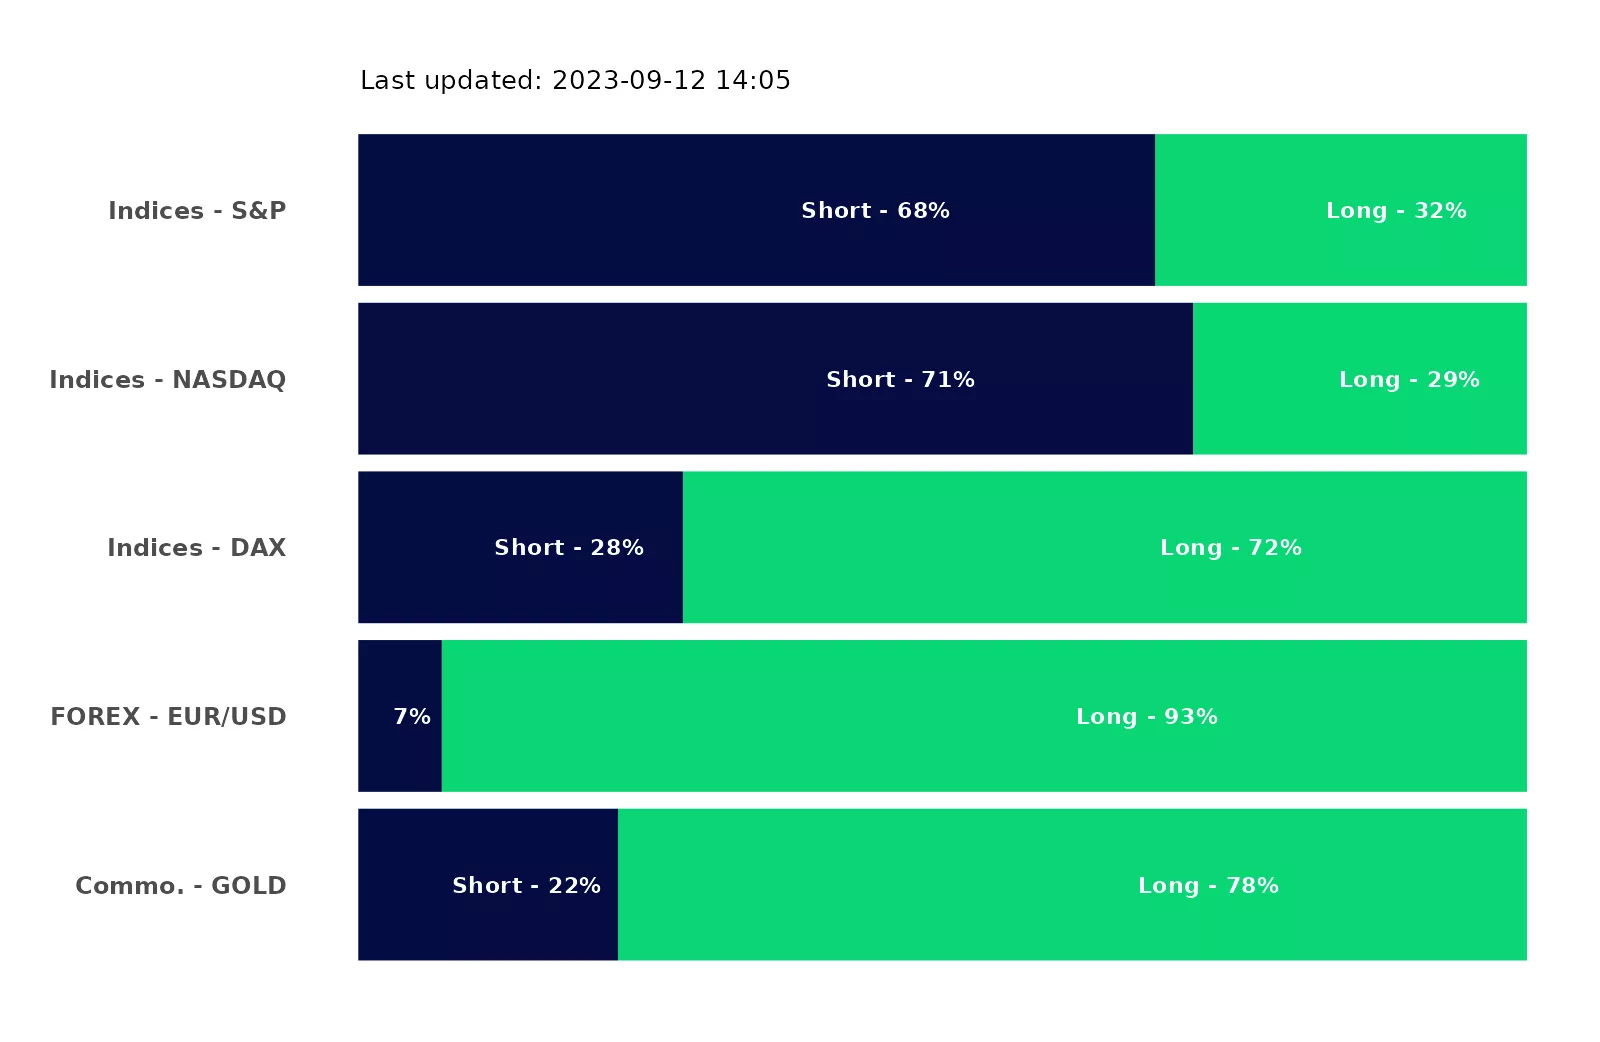 Last updated: 2023-09-12 14:05
Indices - S&P
Short - 68%
Long - 32%
Indices - NASDAQ
Short - 71%
Long - 29%
Indices - DAX
Short - 28%
Long - 72%
FOREX - EUR/USD
7%
Long - 93%
Commo. - GOLD
Short - 22%
Long - 78%